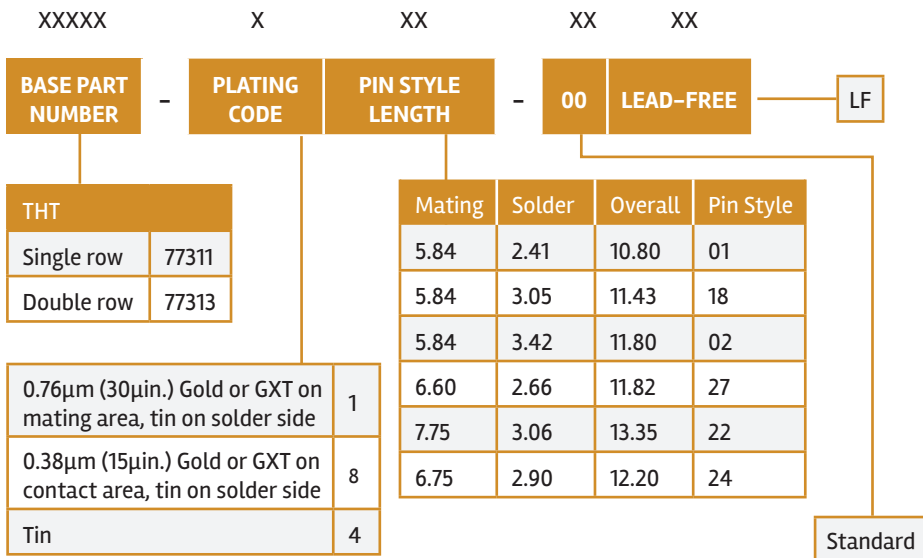 XXXXX X XX XX XX
BASE PART
NUMBER
-
PLATING
CODE
PIN STYLE
LENGTH
-
00
LEAD-FREE
LF
THT
Single row 77311
Double row 77313
Mating Solder Overall Pin Style
5.84 2.41 10.80 01
5.84 3.05 11.43 18
5.84 3.42 11.80 02
6.60 2.66 11.82 27
7.75 3.06 13.35 22
6.75 2.90 12.20 24
0.76µm (30µin.) Gold or GXT on
mating area, tin on solder side
1
0.38µm (15µin.) Gold or GXT on
contact area, tin on solder side
8
Tin 4
Standard